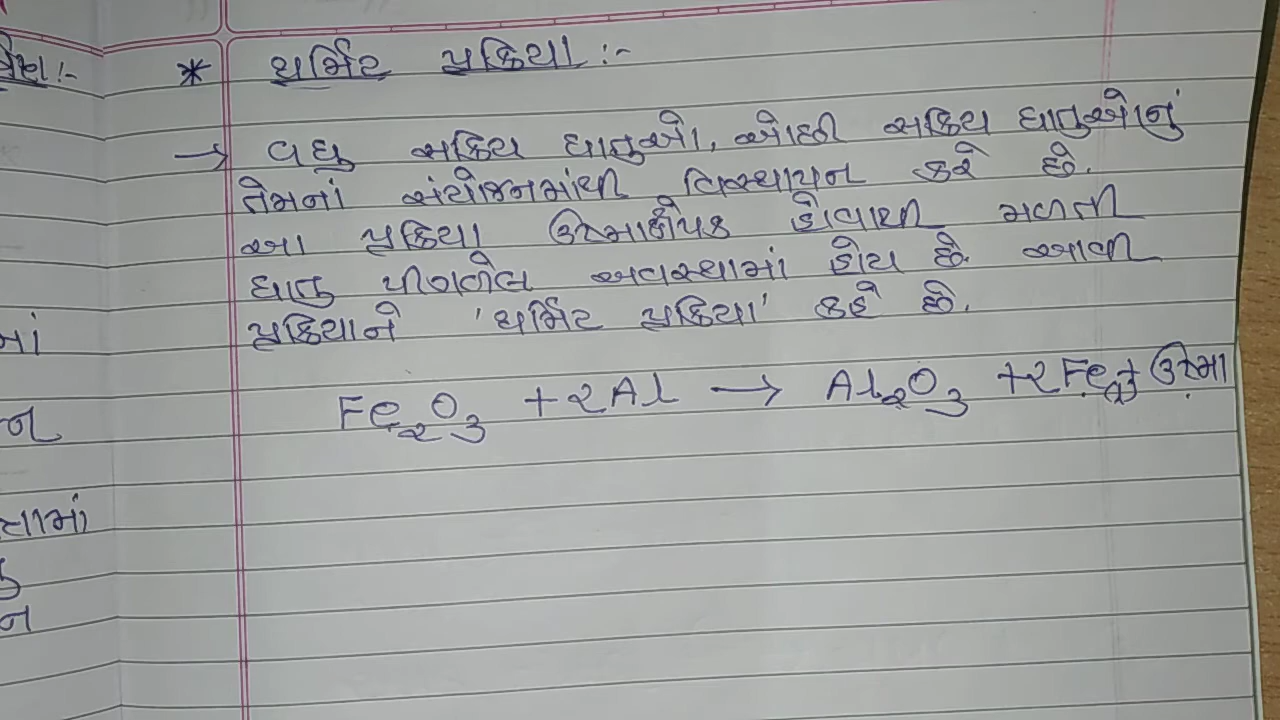 * થર્મિટ પ્રક્રિયા :-
→ વધુ સક્રિય ધાતુઓ, ઓછી સક્રિય ધાતુઓનું
તેમનાં સંયોજનમાંથી વિસ્થાપન કરે છે.
આ પ્રક્રિયા ઉષ્માક્ષેપક હોવાથી મળતી
ધાતુ પીગળેલ અવસ્થામાં હોય છે. આવી
પ્રક્રિયાને 'થર્મિટ પ્રક્રિયા' કહે છે.
Fe₂O₃ + 2Al → Al₂O₃ + 2Fe + ઉષ્મા
માં
ન